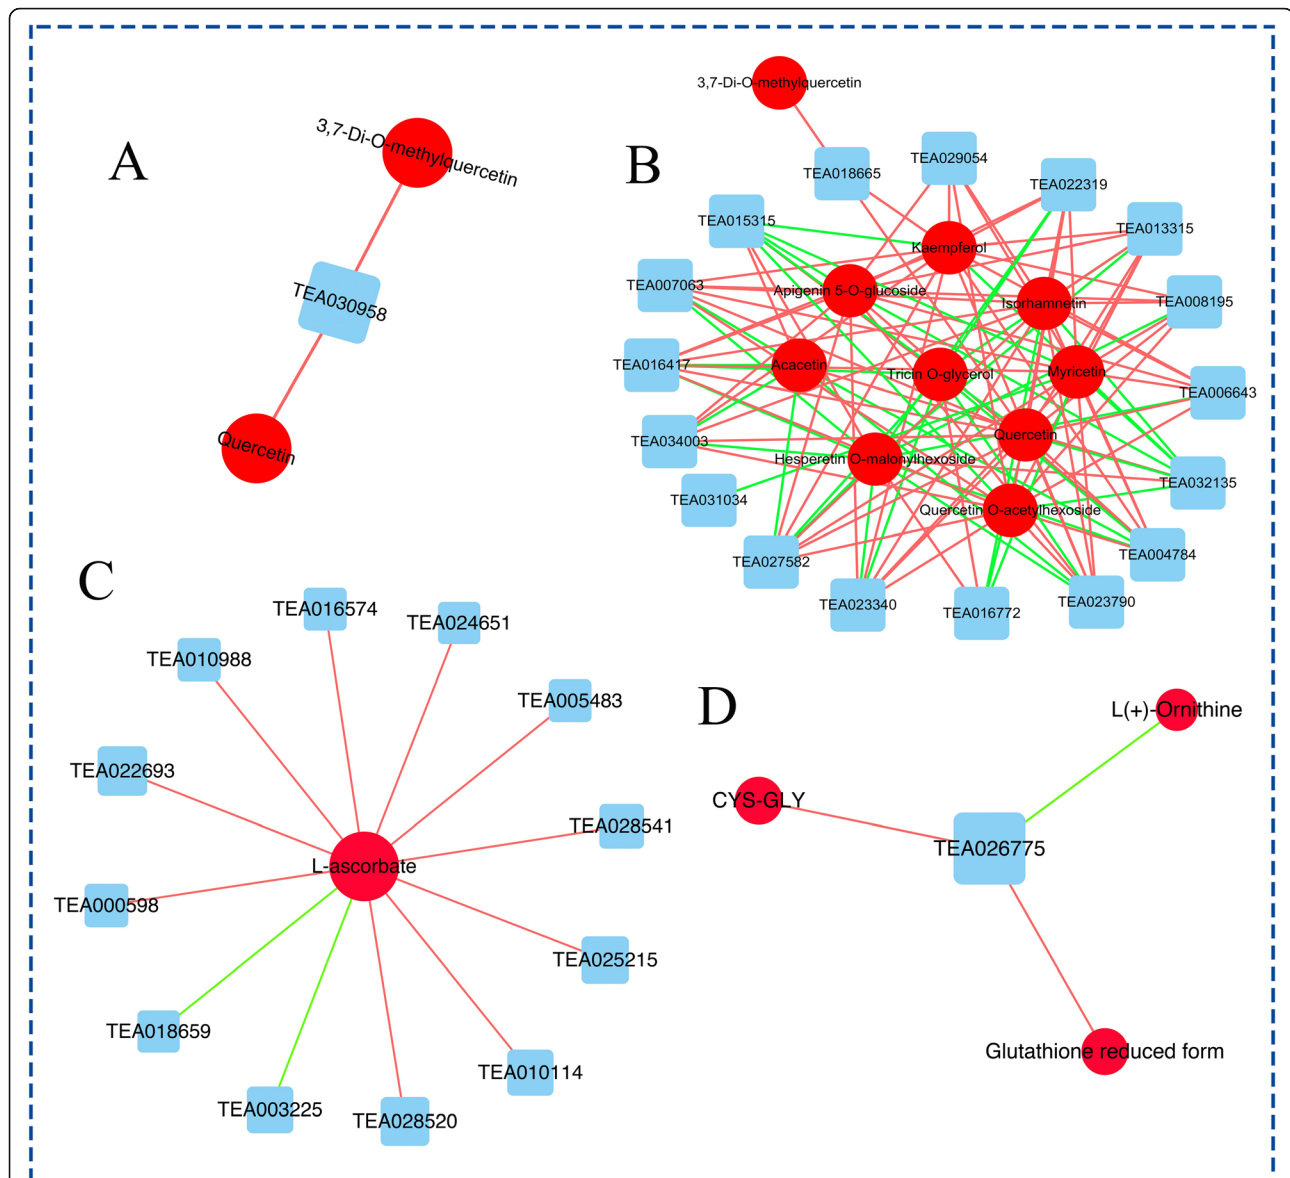 A
3,7-Di-O-methylquercetin
TEA030958
Quercetin
B
3,7-Di-O-methylquercetin
TEA018665
TEA029054
TEA022319
TEA015315
TEA013315
Kaempferol
TEA007063
Apigenin 5-O-glucoside
Isorhamnetin
TEA008195
TEA016417
Acacetin
Tricin O-glycerol
Myricetin
TEA006643
TEA034003
Quercetin
Hesperetin O-malonylhexoside
TEA032135
TEA031034
Quercetin O-acetylhexoside
TEA027582
TEA004784
TEA023340
TEA016772
TEA023790
C
TEA016574
TEA024651
TEA010988
TEA005483
TEA022693
TEA028541
L-ascorbate
TEA000598
TEA025215
TEA018659
TEA010114
TEA003225
TEA028520
D
L(+)-Ornithine
CYS-GLY
TEA026775
Glutathione reduced form